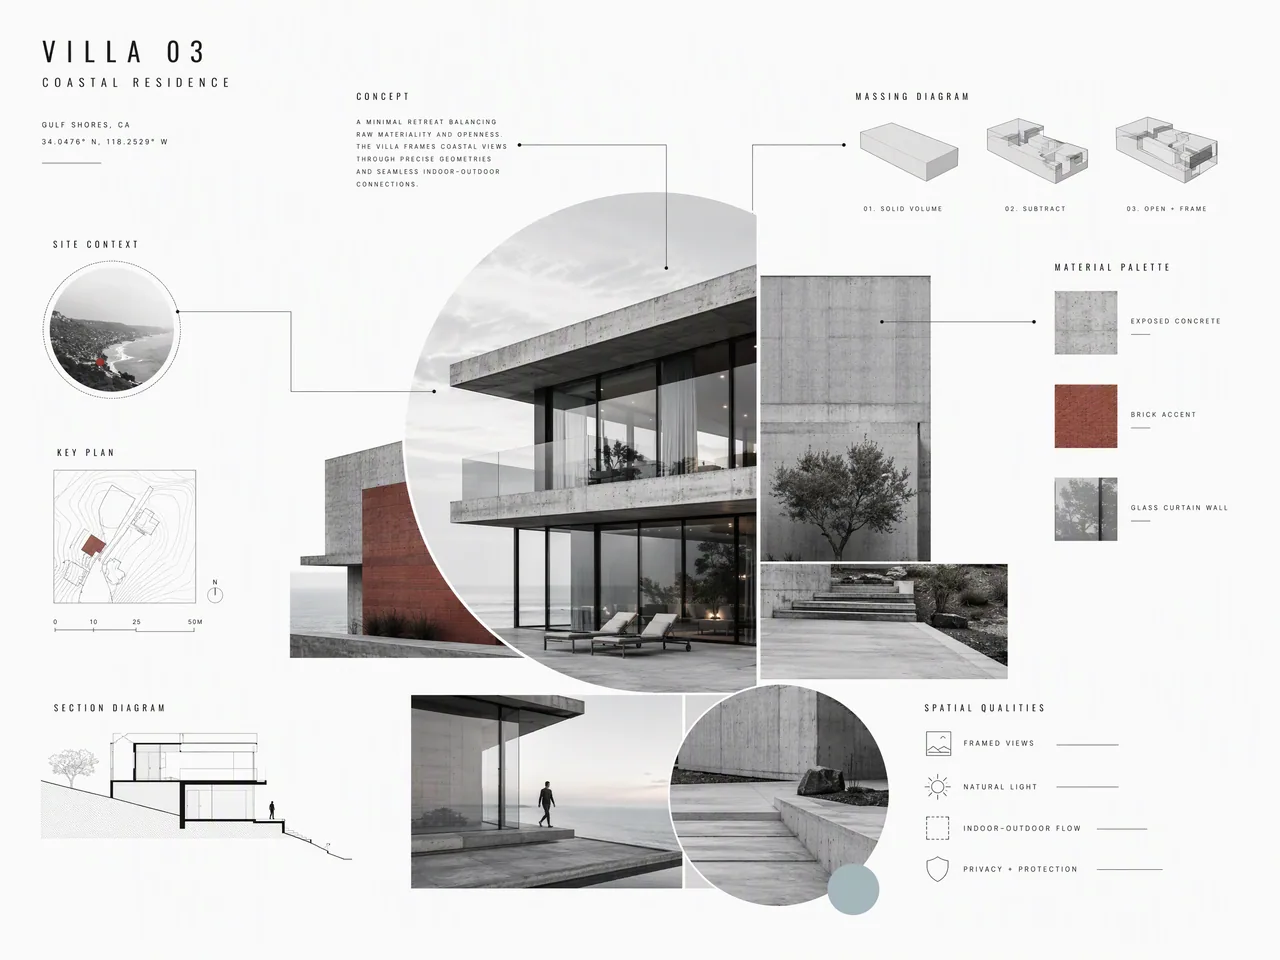 VILLA 03
COASTAL RESIDENCE
GULF SHORES, CA
34.0476° N, 118.2529° W
CONCEPT
A MINIMAL RETREAT BALANCING
RAW MATERIALITY AND OPENNESS.
THE VILLA FRAMES COASTAL VIEWS
THROUGH PRECISE GEOMETRIES
AND SEAMLESS INDOOR-OUTDOOR
CONNECTIONS.
MASSING DIAGRAM
01. SOLID VOLUME
02. SUBTRACT
03. OPEN + FRAME
SITE CONTEXT
MATERIAL PALETTE
EXPOSED CONCRETE
BRICK ACCENT
GLASS CURTAIN WALL
KEY PLAN
N
0 10 25 50M
SECTION DIAGRAM
SPATIAL QUALITIES
FRAMED VIEWS
NATURAL LIGHT
INDOOR-OUTDOOR FLOW
PRIVACY + PROTECTION